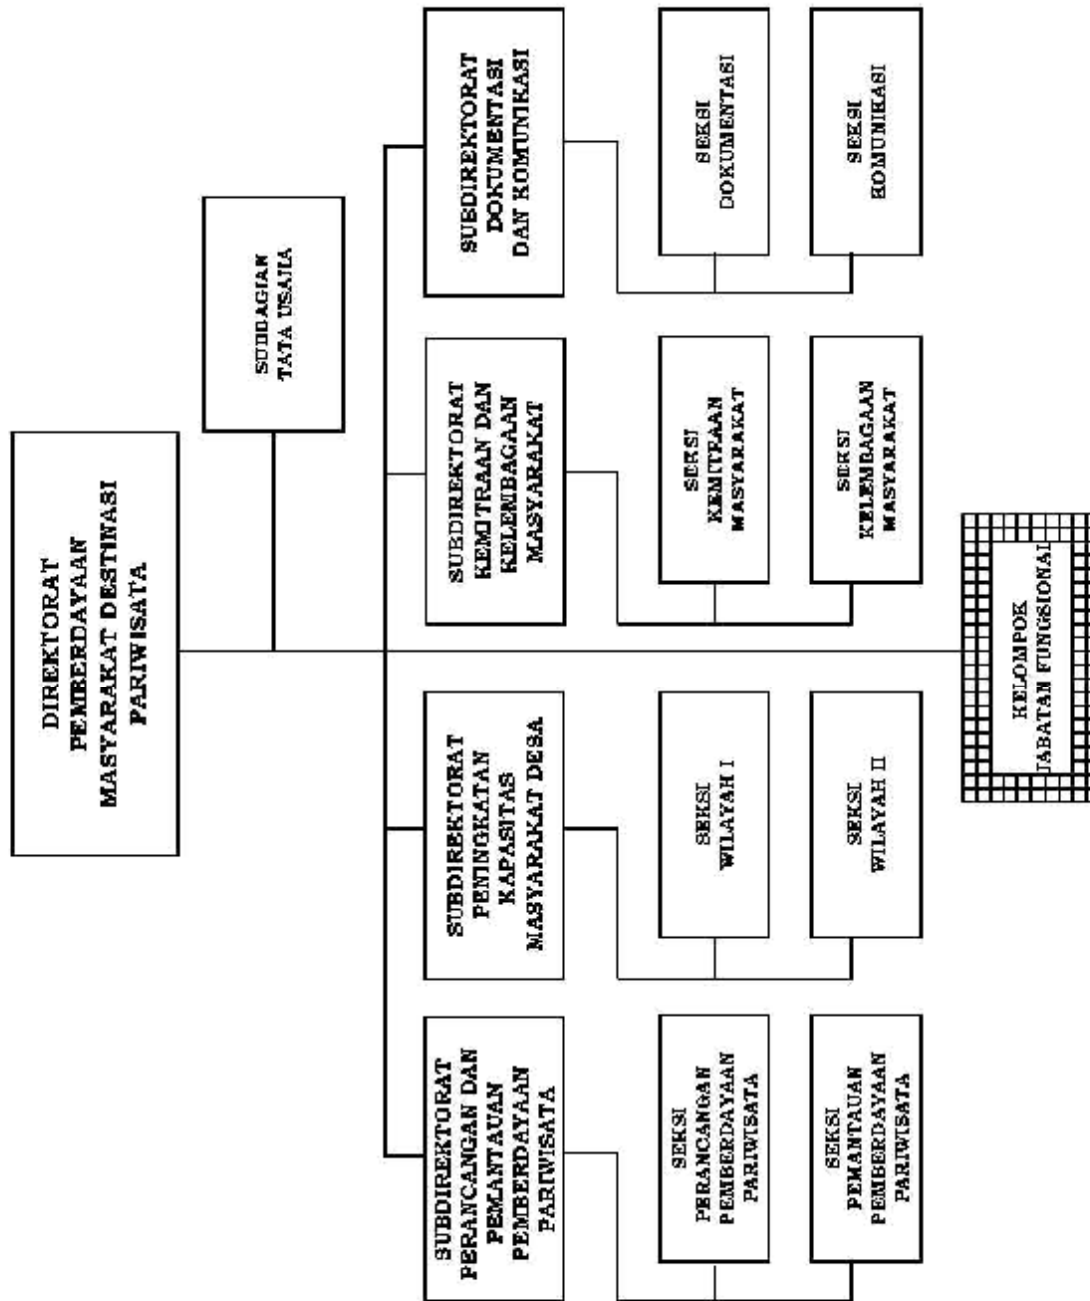 DIREKTORAT
PEMBERDAYAAN
MASYARAKAT DESTINASI
PARIWISATA
SUBBAGIAN
TATA USAHA
SUBDIREKTORAT
PERANCANGAN DAN
PEMANTAUAN
PEMBERDAYAAN
PARIWISATA
SUBDIREKTORAT
PENINGKATAN
KAPASITAS
MASYARAKAT DESA
SUBDIREKTORAT
KEMITRAAN DAN
KELEMBAGAAN
MASYARAKAT
SUBDIREKTORAT
DOKUMENTASI
DAN KOMUNIKASI
SEKSI
PERANCANGAN
PEMBERDAYAAN
PARIWISATA
SEKSI
WILAYAH I
SEKSI
KEMITRAAN
MASYARAKAT
SEKSI
DOKUMENTASI
SEKSI
PEMANTAUAN
PEMBERDAYAAN
PARIWISATA
SEKSI
WILAYAH II
SEKSI
KELEMBAGAAN
MASYARAKAT
SEKSI
KOMUNIKASI
KELOMPOK
JABATAN FUNGSIONAL